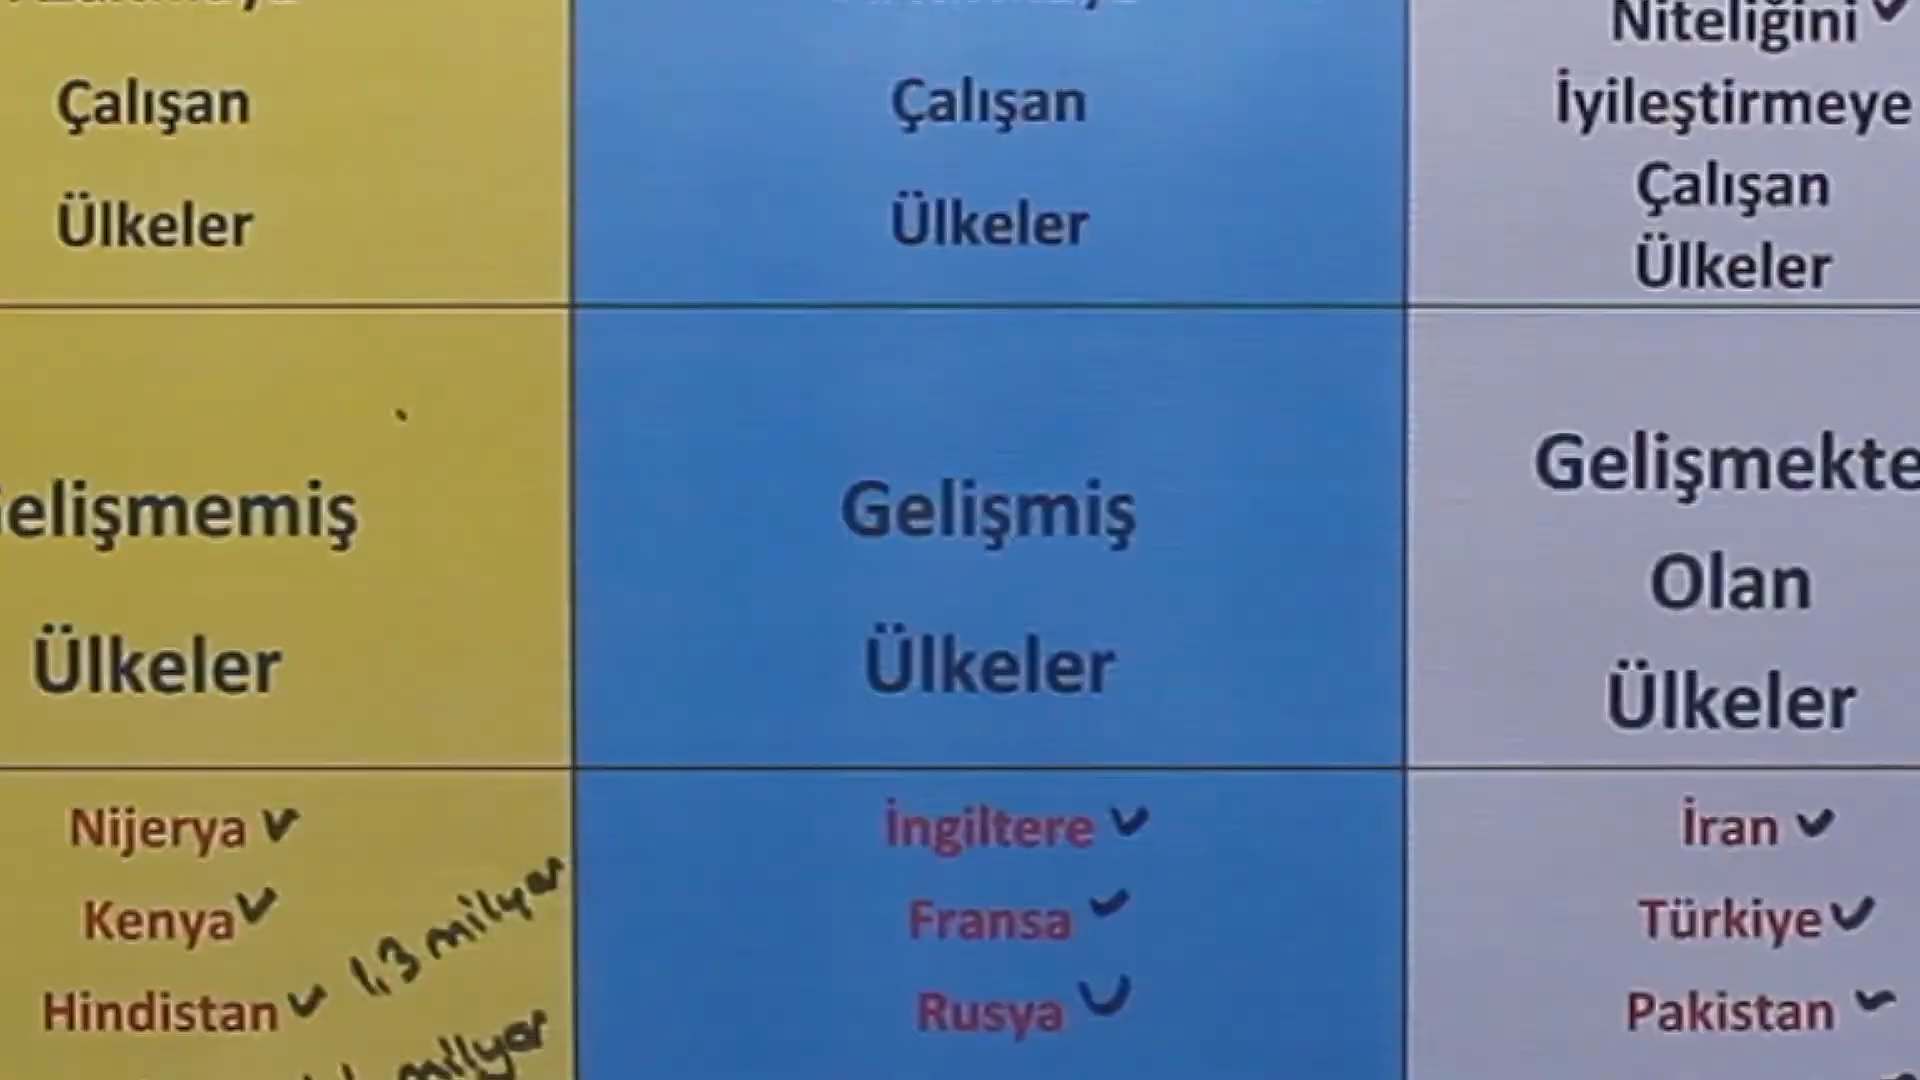 Çalışan
Ülkeler
Gelişmemiş
Ülkeler
Nijerya
Kenya
1,3 milyar
Hindistan
milyar
Çalışan
Ülkeler
Gelişmiş
Ülkeler
İngiltere
Fransa
Rusya
Niteliğini
İyileştirmeye
Çalışan
Ülkeler
Gelişmekte
Olan
Ülkeler
İran
Türkiye
Pakistan